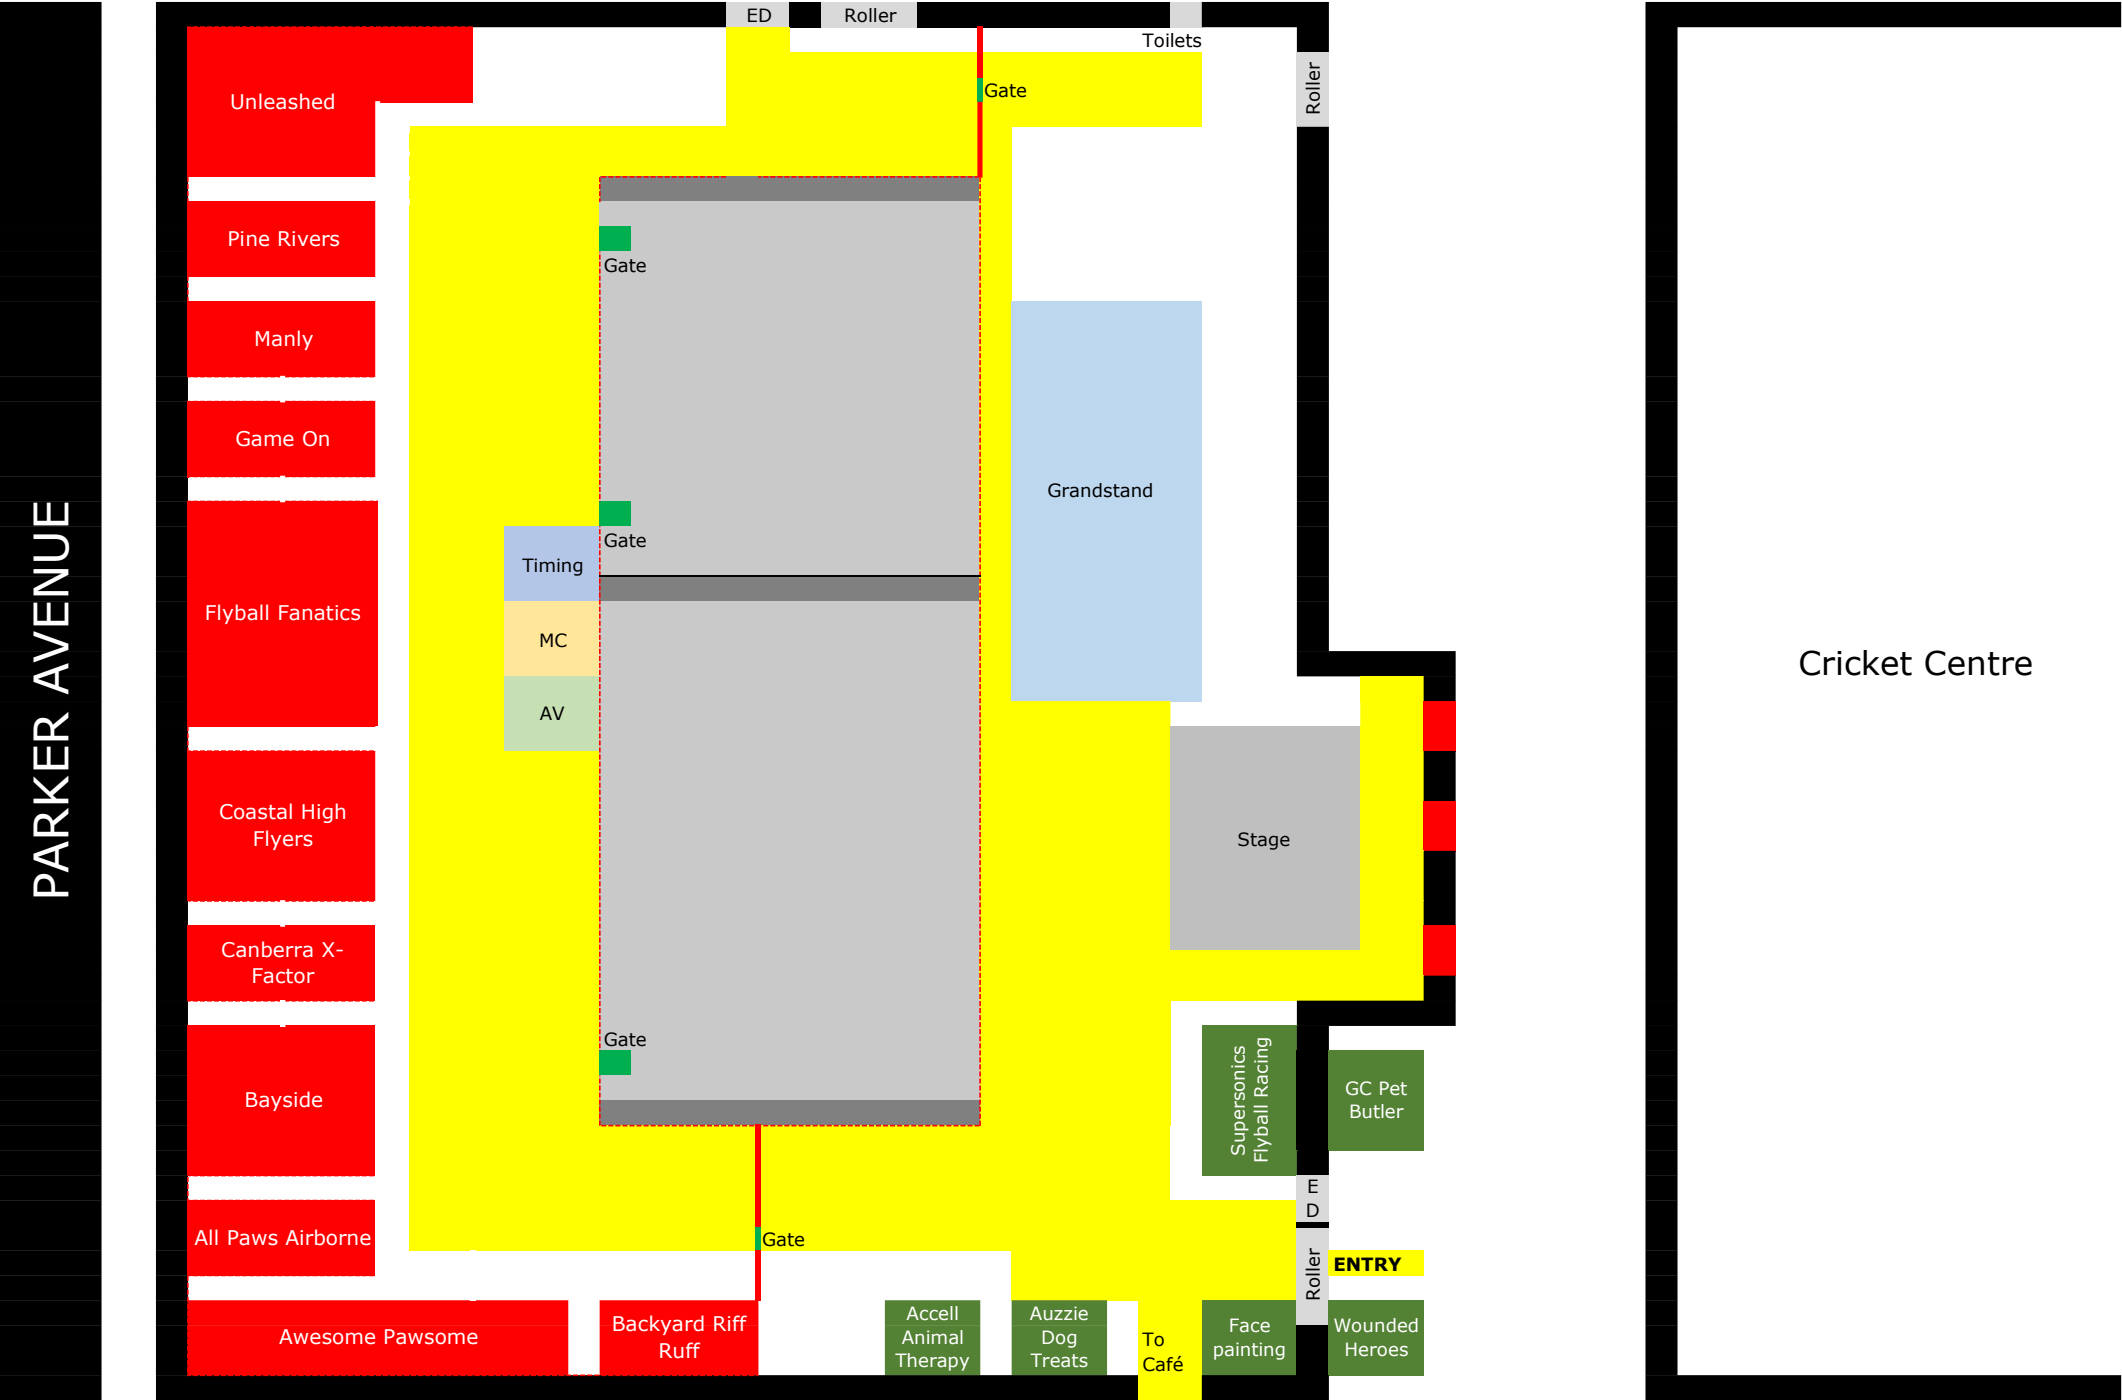 ED
Roller
Toilets
Unleashed
Gate
Roller
Pine Rivers
Gate
Manly
Game On
Grandstand
PARKER AVENUE
Gate
Timing
Flyball Fanatics
MC
Cricket Centre
AV
Coastal High
Flyers
Stage
Canberra X-
Factor
Gate
Supersonics
Flyball Racing
GC Pet
Butler
Bayside
E
D
All Paws Airborne
Gate
Roller
ENTRY
Awesome Pawsome
Backyard Riff
Ruff
Accell
Animal
Therapy
Auzzie
Dog
Treats
To
Café
Face
painting
Wounded
Heroes